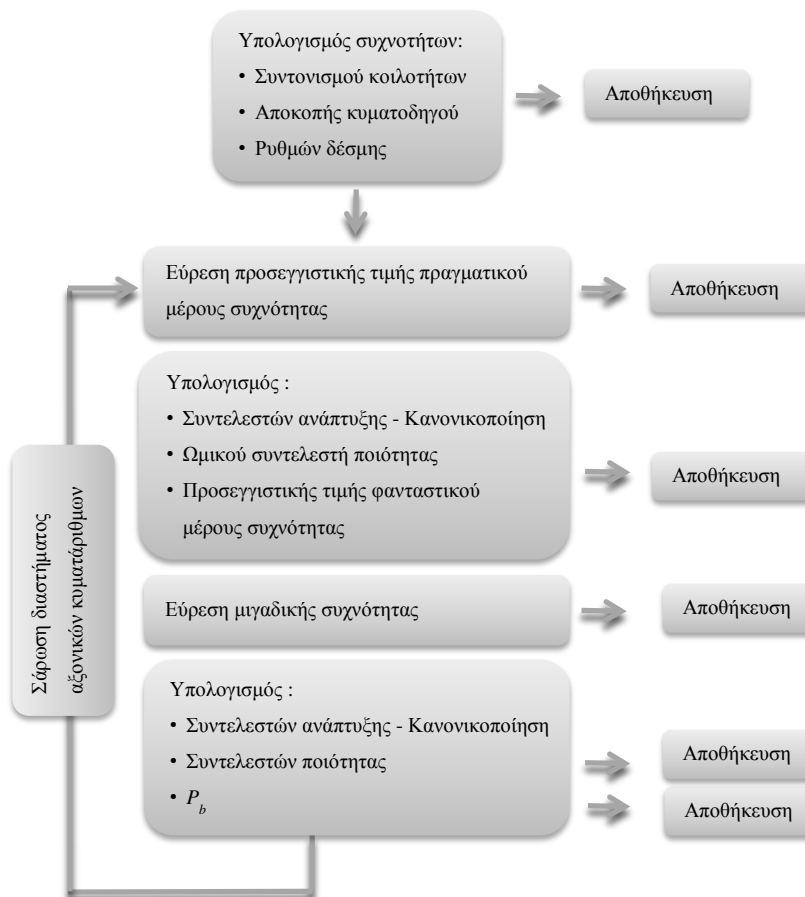 Υπολογισμός συχνοτήτων:
• Συντονισμού κοιλοτήτων
• Αποκοπής κυματοδηγού
• Ρυθμών δέσμης
Αποθήκευση
Εύρεση προσεγγιστικής τιμής πραγματικού
μέρους συχνότητας
Αποθήκευση
Υπολογισμός :
• Συντελεστών ανάπτυξης - Κανονικοποίηση
• Ωμικού συντελεστή ποιότητας
• Προσεγγιστικής τιμής φανταστικού
μέρους συχνότητας
Αποθήκευση
Σάρωση διαστήματος
αξονικών κυματάριθμων
Εύρεση μιγαδικής συχνότητας
Αποθήκευση
Υπολογισμός :
• Συντελεστών ανάπτυξης - Κανονικοποίηση
• Συντελεστών ποιότητας
• P_b
Αποθήκευση
Αποθήκευση